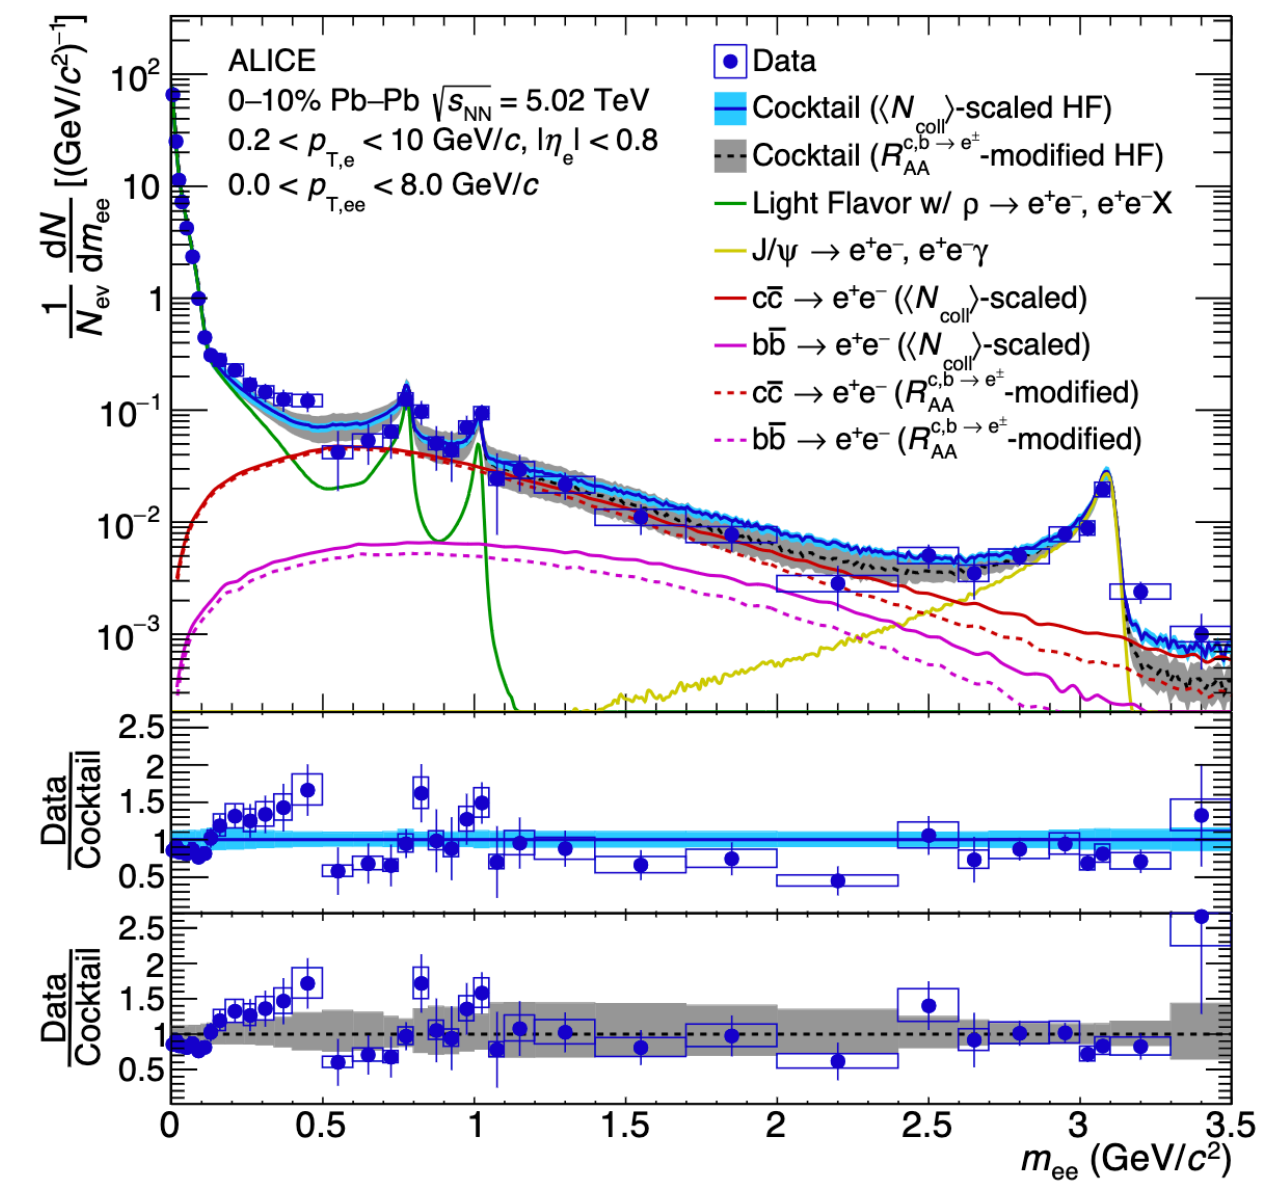 ALICE
0–10% Pb–Pb √sNN = 5.02 TeV
0.2 < pT,e < 10 GeV/c, |ηe| < 0.8
0.0 < pT,ee < 8.0 GeV/c
Data
Cocktail (⟨Ncoll⟩-scaled HF)
Cocktail (RAA^c,b → e± -modified HF)
Light Flavor w/ ρ → e⁺e⁻, e⁺e⁻X
J/ψ → e⁺e⁻, e⁺e⁻γ
cc̅ → e⁺e⁻ (⟨Ncoll⟩-scaled)
bb̅ → e⁺e⁻ (⟨Ncoll⟩-scaled)
cc̅ → e⁺e⁻ (RAA^c,b → e± -modified)
bb̅ → e⁺e⁻ (RAA^c,b → e± -modified)
1/Nev dN/dmee [(GeV/c²)⁻¹]
10²
10
1
10⁻¹
10⁻²
10⁻³
Data
Cocktail
2.5
2
1.5
1
0.5
Data
Cocktail
2.5
2
1.5
1
0.5
0 0.5 1 1.5 2 2.5 3 3.5
mee (GeV/c²)